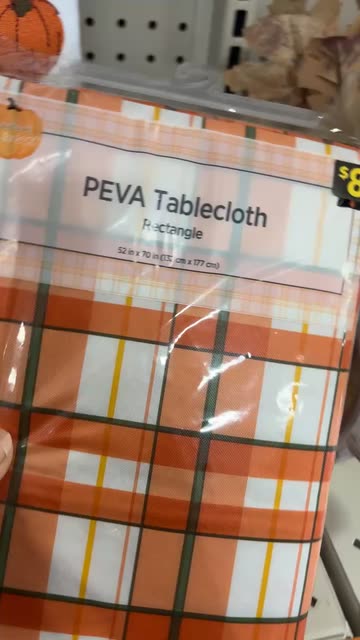 $8
PEVA Tablecloth
Rectangle
52 in x 70 in (132 cm x 177 cm)